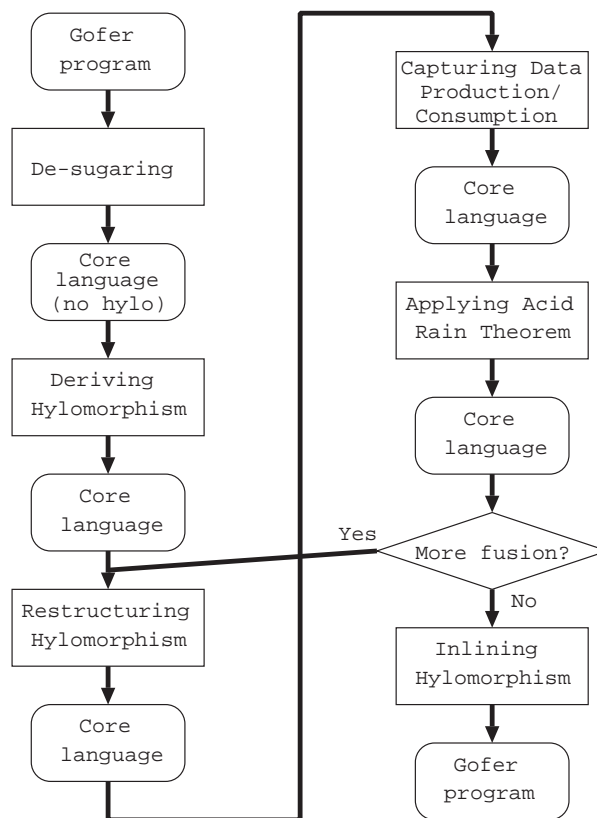 Gofer
program
De-sugaring
Core
language
(no hylo)
Deriving
Hylomorphism
Core
language
Restructuring
Hylomorphism
Core
language
Capturing Data
Production/
Consumption
Core
language
Applying Acid
Rain Theorem
Core
language
More fusion?
Yes
No
Inlining
Hylomorphism
Gofer
program